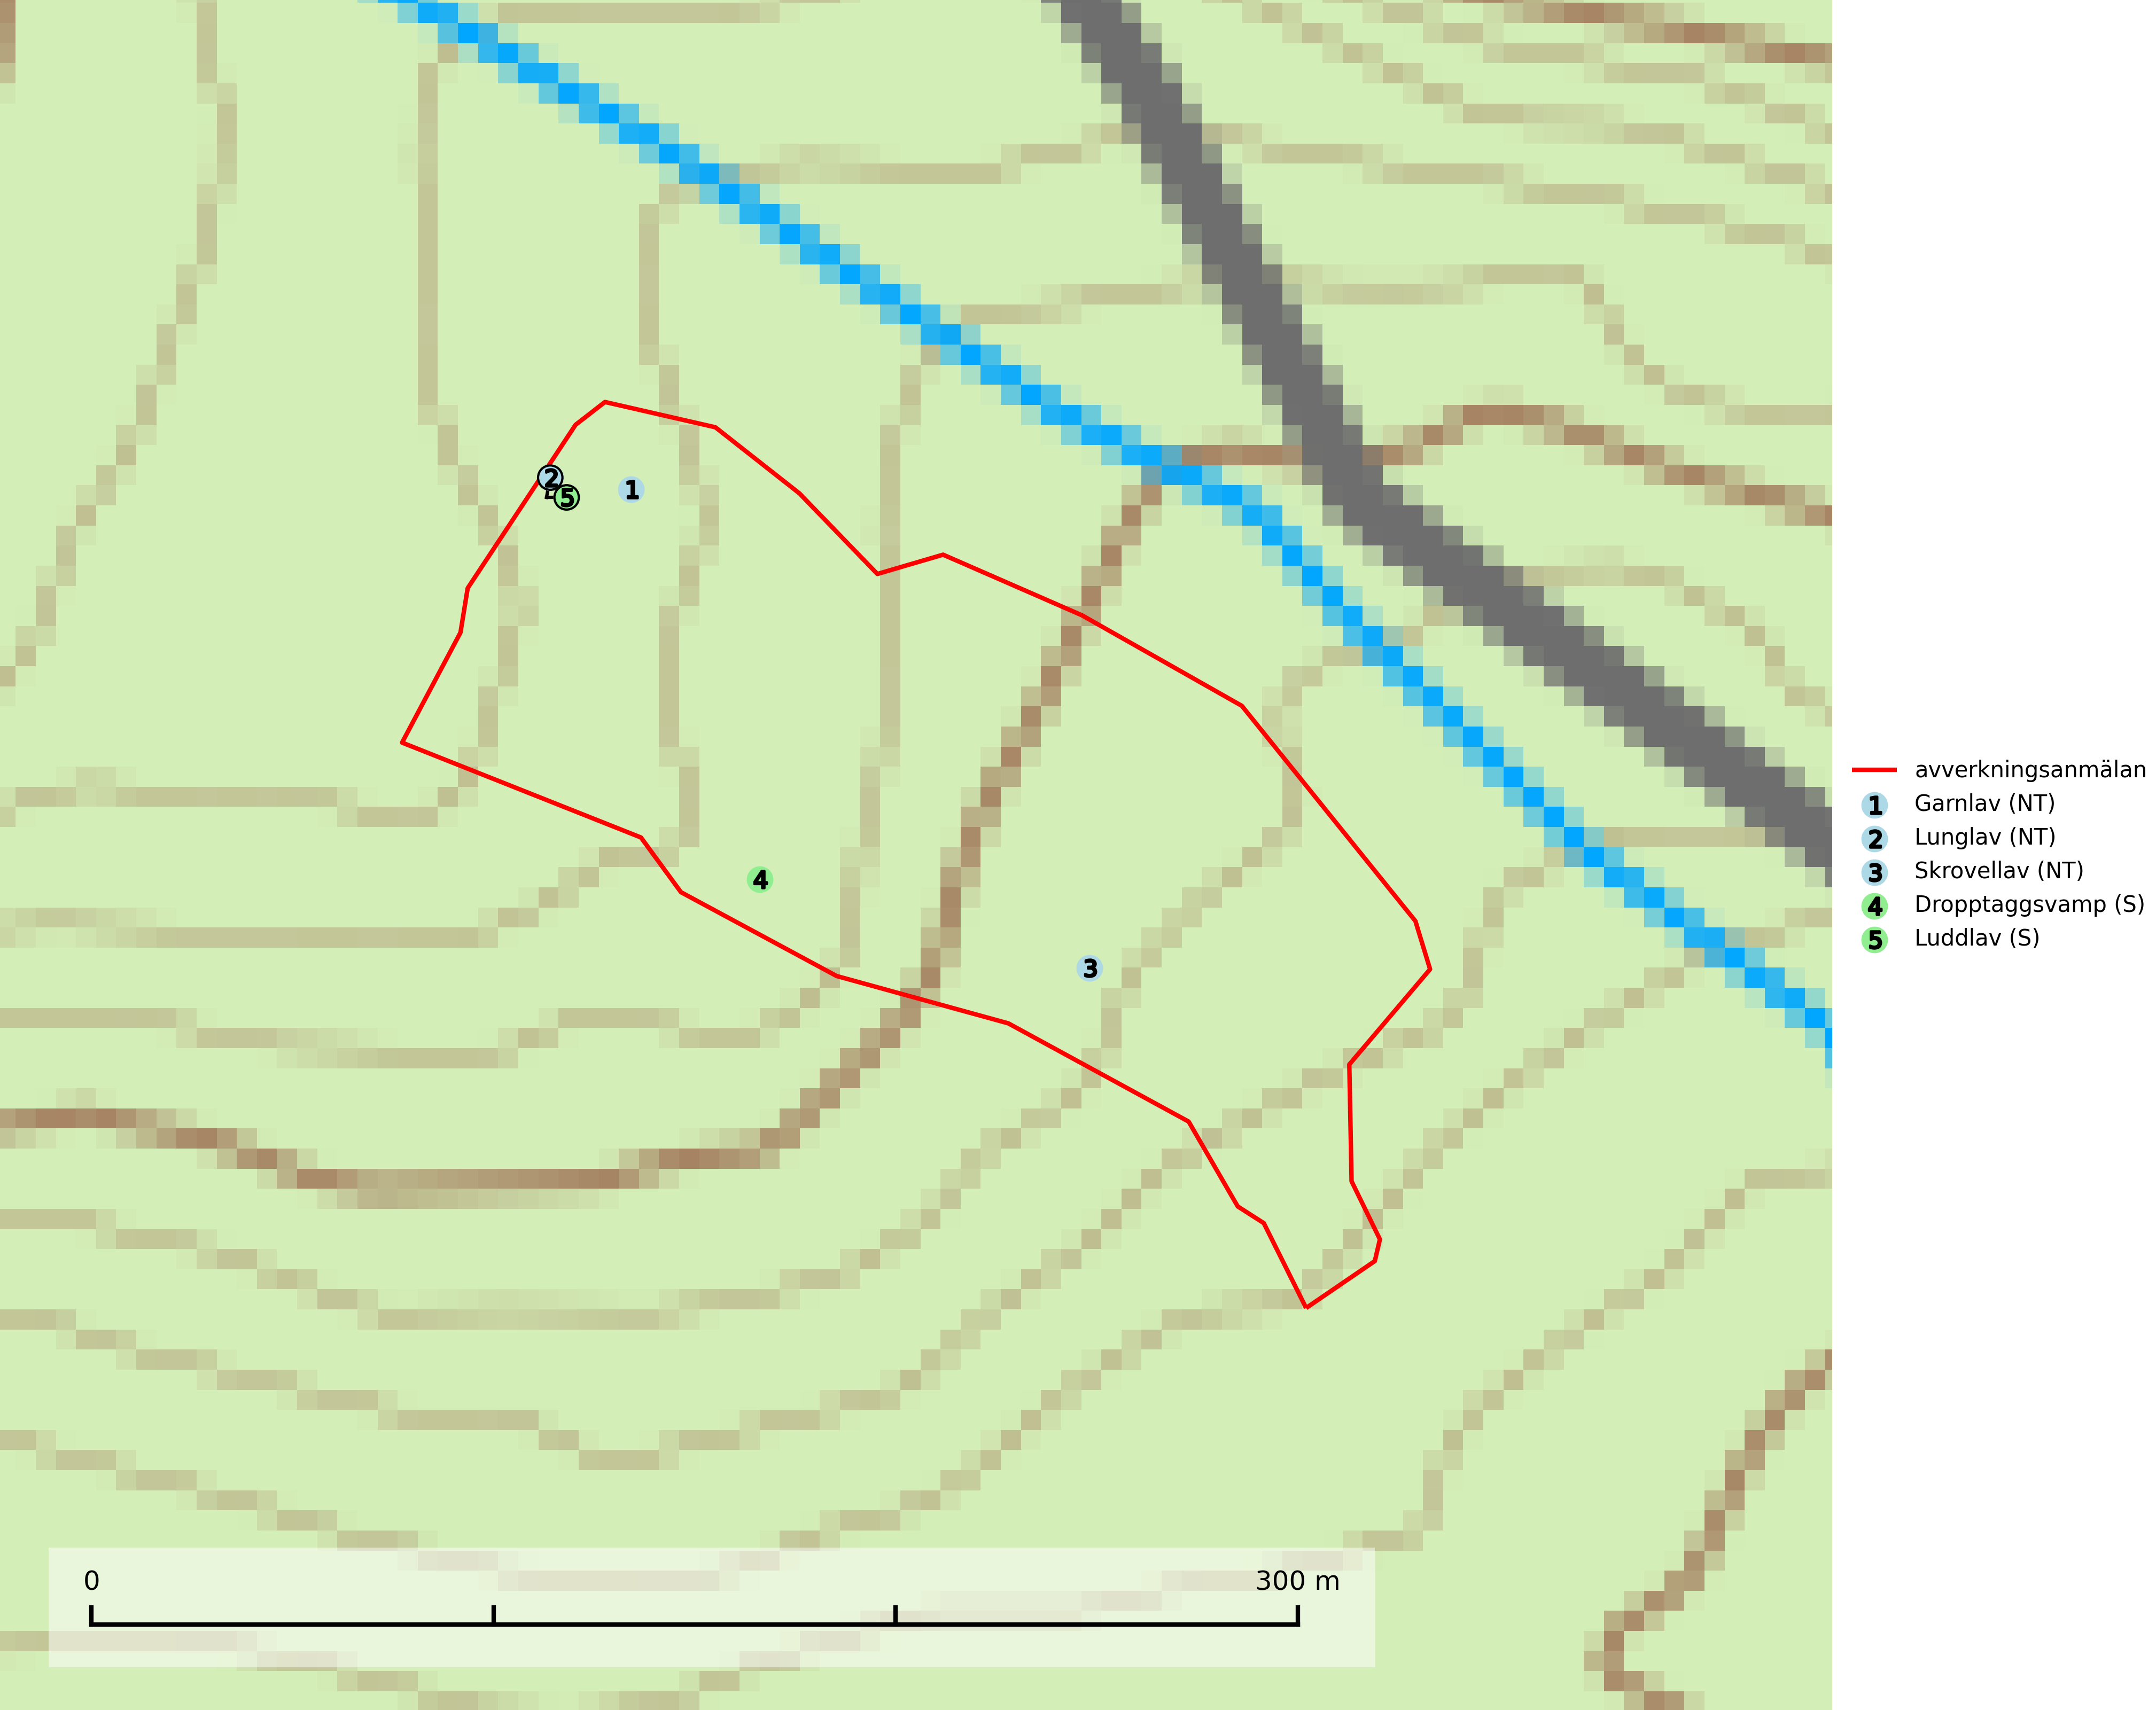 2
5
1
4
3
0
300 m
avverkningsanmälan
1 Garnlav (NT)
2 Lunglav (NT)
3 Skrovellav (NT)
4 Dropptaggsvamp (S)
5 Luddlav (S)